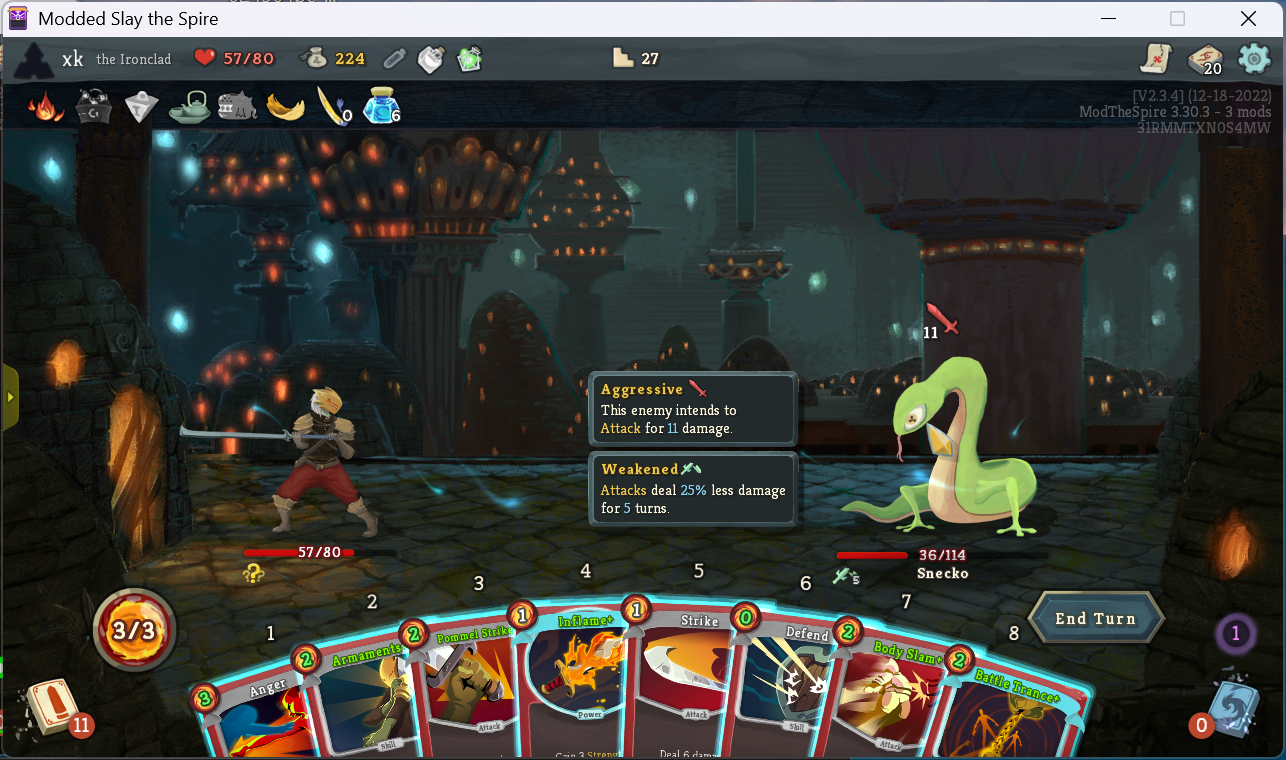 Modded Slay the Spire
xk the Ironclad 57/80 224 27
20
[V2.3.4] (12-18-2022)
ModTheSpire 3.30.3 - 3 mods
31RMMTXN0S4MW
0 6
11
Aggressive
This enemy intends to
Attack for 11 damage.
Weakened
Attacks deal 25% less damage
for 5 turns.
57/80
36/114
5
Snecko
3/3
1 2 3 4 5 6 7 8
End Turn
1
3 Anger
2 Armaments
Skill
2 Pommel Strike
Attack
1 Inflame+
Power
Gain 3
1 Strike
Attack
Deal 6
0 Defend
Skill
2 Body Slam+
Attack
2 Battle Trance+
11
0